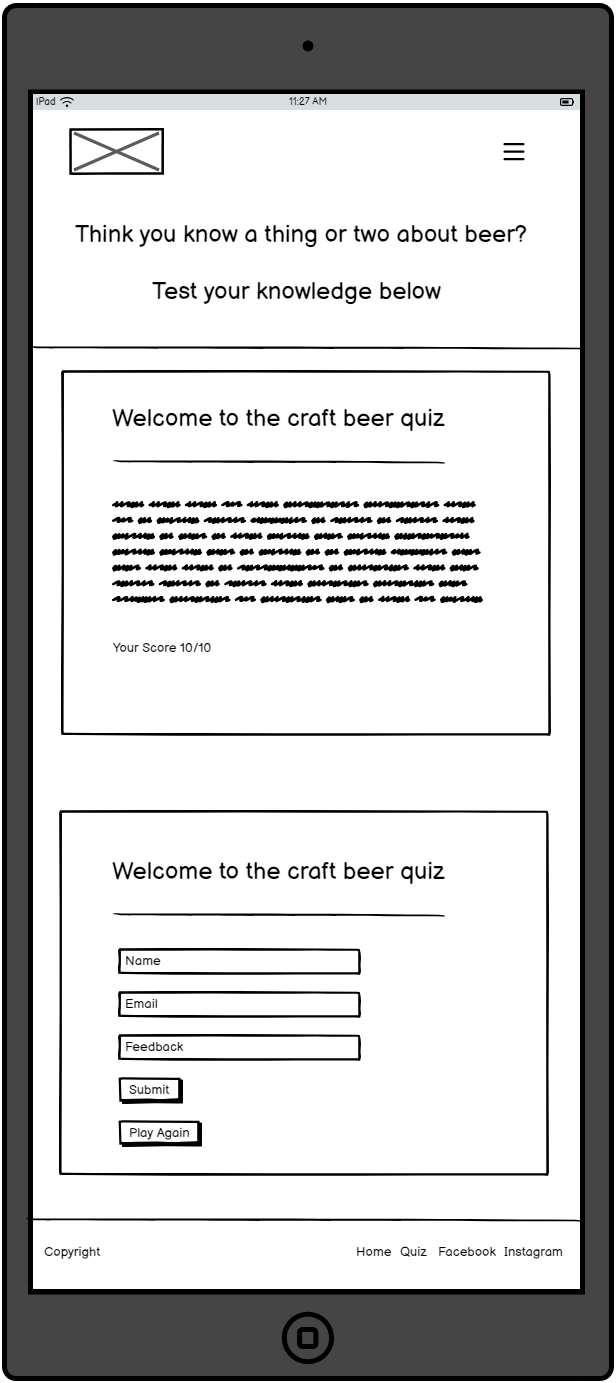 iPad 11:27 AM
Think you know a thing or two about beer?
Test your knowledge below
Welcome to the craft beer quiz
Your Score 10/10
Welcome to the craft beer quiz
Name
Email
Feedback
Submit
Play Again
Copyright Home Quiz Facebook Instagram